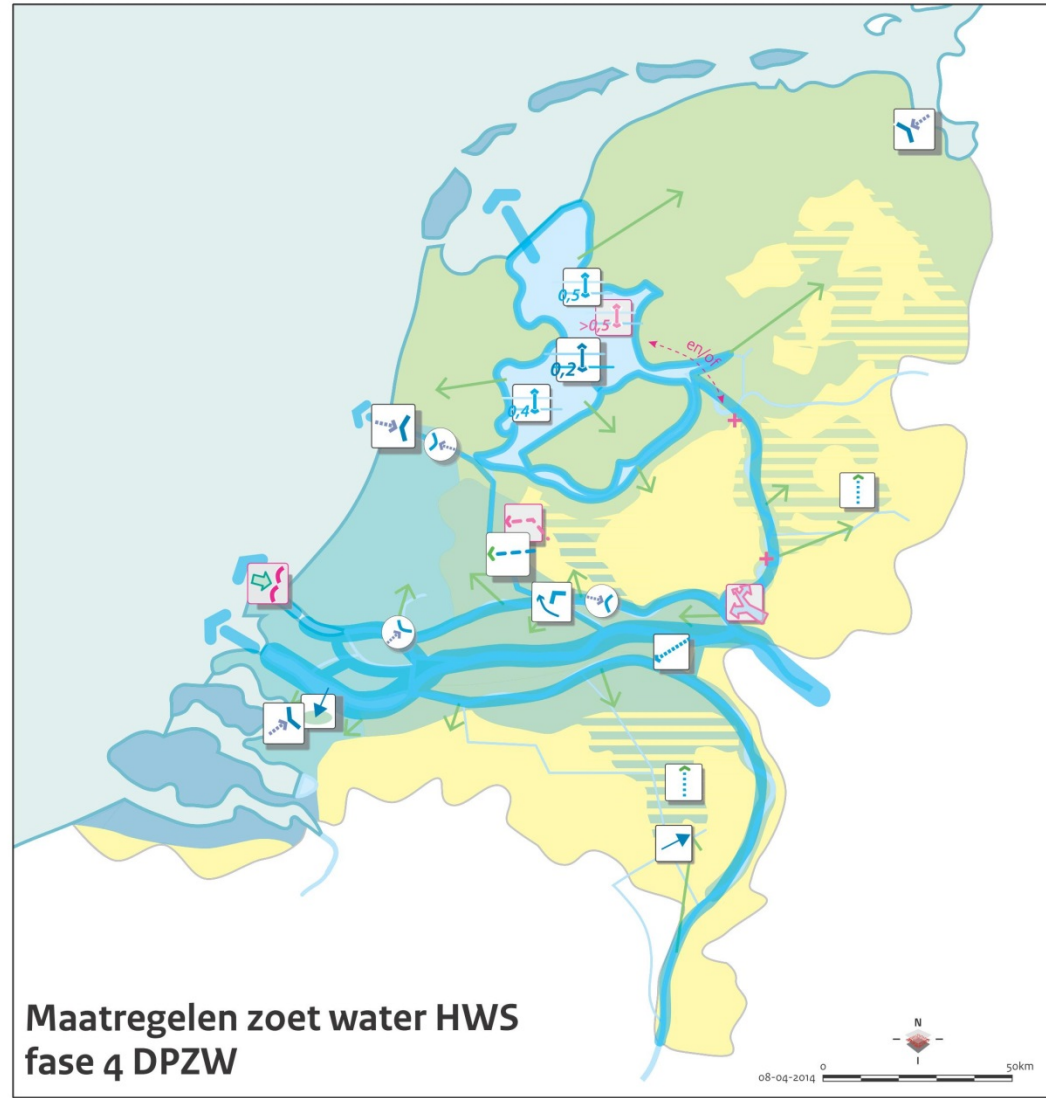 0,5
>0,5
en/of
0,2
0,4
Maatregelen zoet water HWS
fase 4 DPZW
N
08-04-2014
0
50km